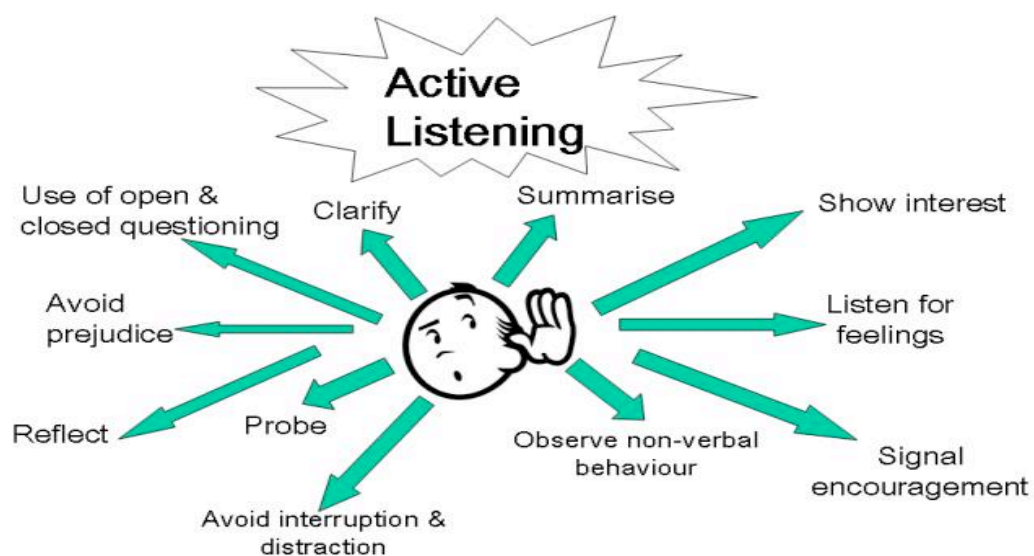 Active
Listening
Use of open &
closed questioning
Clarify
Summarise
Show interest
Avoid
prejudice
Listen for
feelings
Reflect
Probe
Observe non-verbal
behaviour
Signal
encouragement
Avoid interruption &
distraction